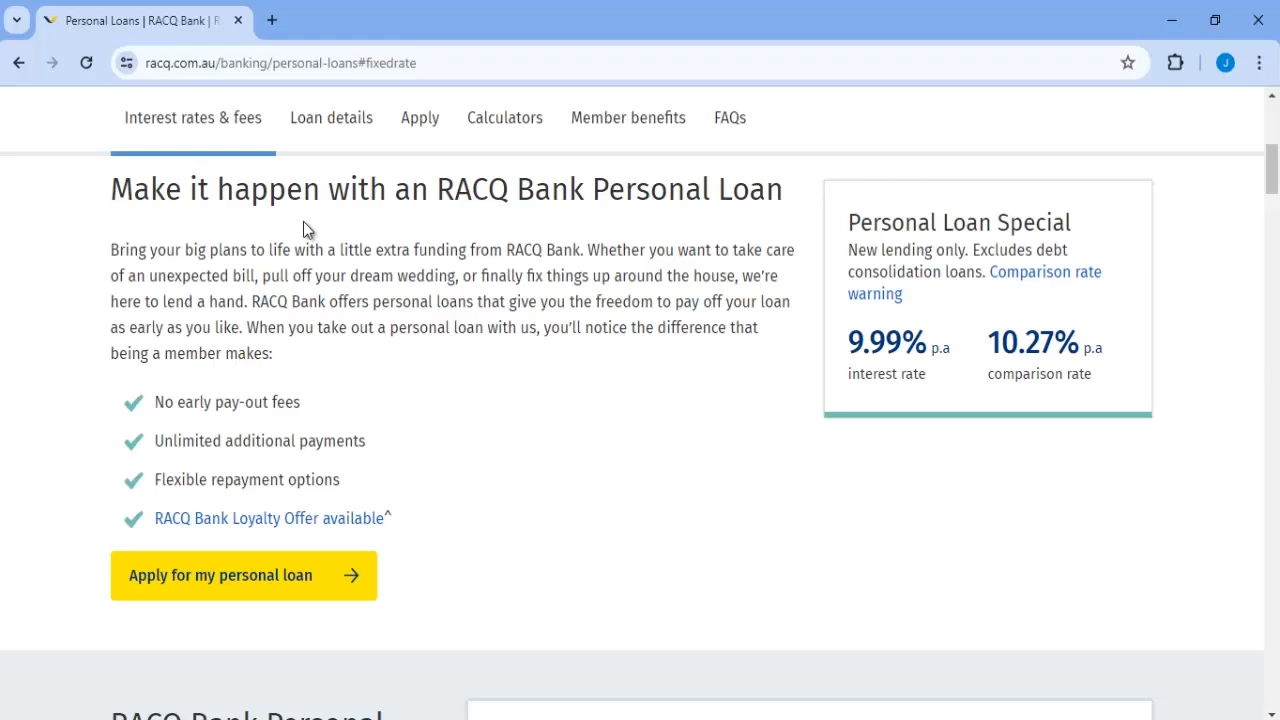 Personal Loans | RACQ Bank | R
racq.com.au/banking/personal-loans#fixedrate
J
Interest rates & fees Loan details Apply Calculators Member benefits FAQs
Make it happen with an RACQ Bank Personal Loan
Bring your big plans to life with a little extra funding from RACQ Bank. Whether you want to take care
of an unexpected bill, pull off your dream wedding, or finally fix things up around the house, we're
here to lend a hand. RACQ Bank offers personal loans that give you the freedom to pay off your loan
as early as you like. When you take out a personal loan with us, you'll notice the difference that
being a member makes:
No early pay-out fees
Unlimited additional payments
Flexible repayment options
RACQ Bank Loyalty Offer available^
Apply for my personal loan
Personal Loan Special
New lending only. Excludes debt
consolidation loans. Comparison rate
warning
9.99% p.a 10.27% p.a
interest rate comparison rate
RACQ Bank Personal